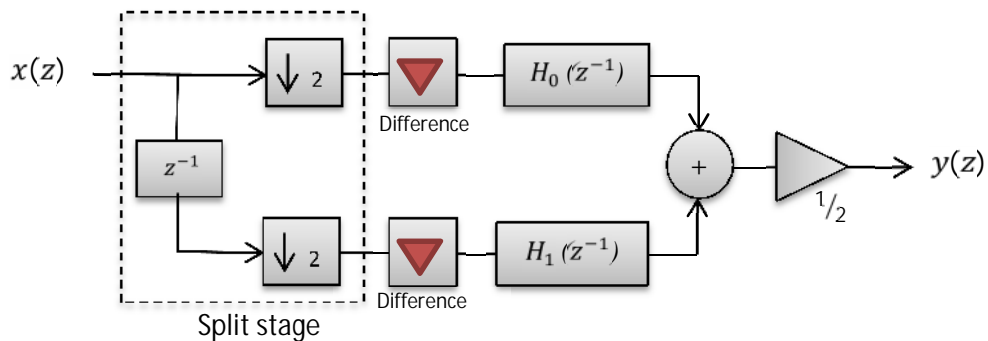 x(z)
↓ 2
Difference
H₀ (z⁻¹)
z⁻¹
+
1/2
y(z)
↓ 2
Difference
H₁ (z⁻¹)
Split stage